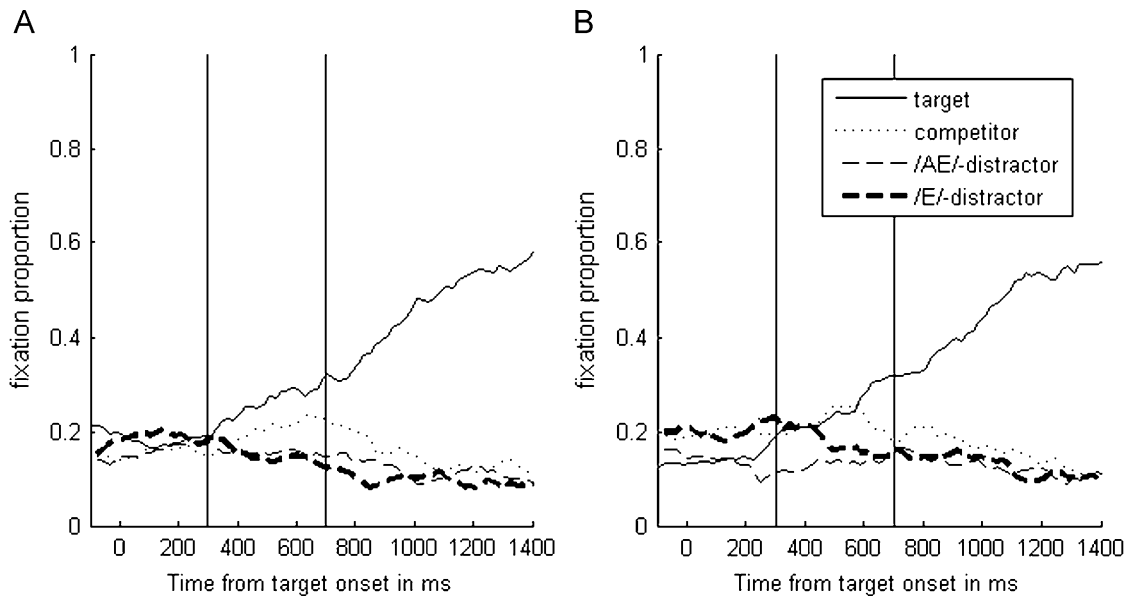 A
B
1
0.8
0.6
0.4
0.2
0
fixation proportion
0 200 400 600 800 1000 1200 1400
Time from target onset in ms
1
0.8
0.6
0.4
0.2
0
fixation proportion
target
competitor
/AE/-distractor
/E/-distractor
0 200 400 600 800 1000 1200 1400
Time from target onset in ms